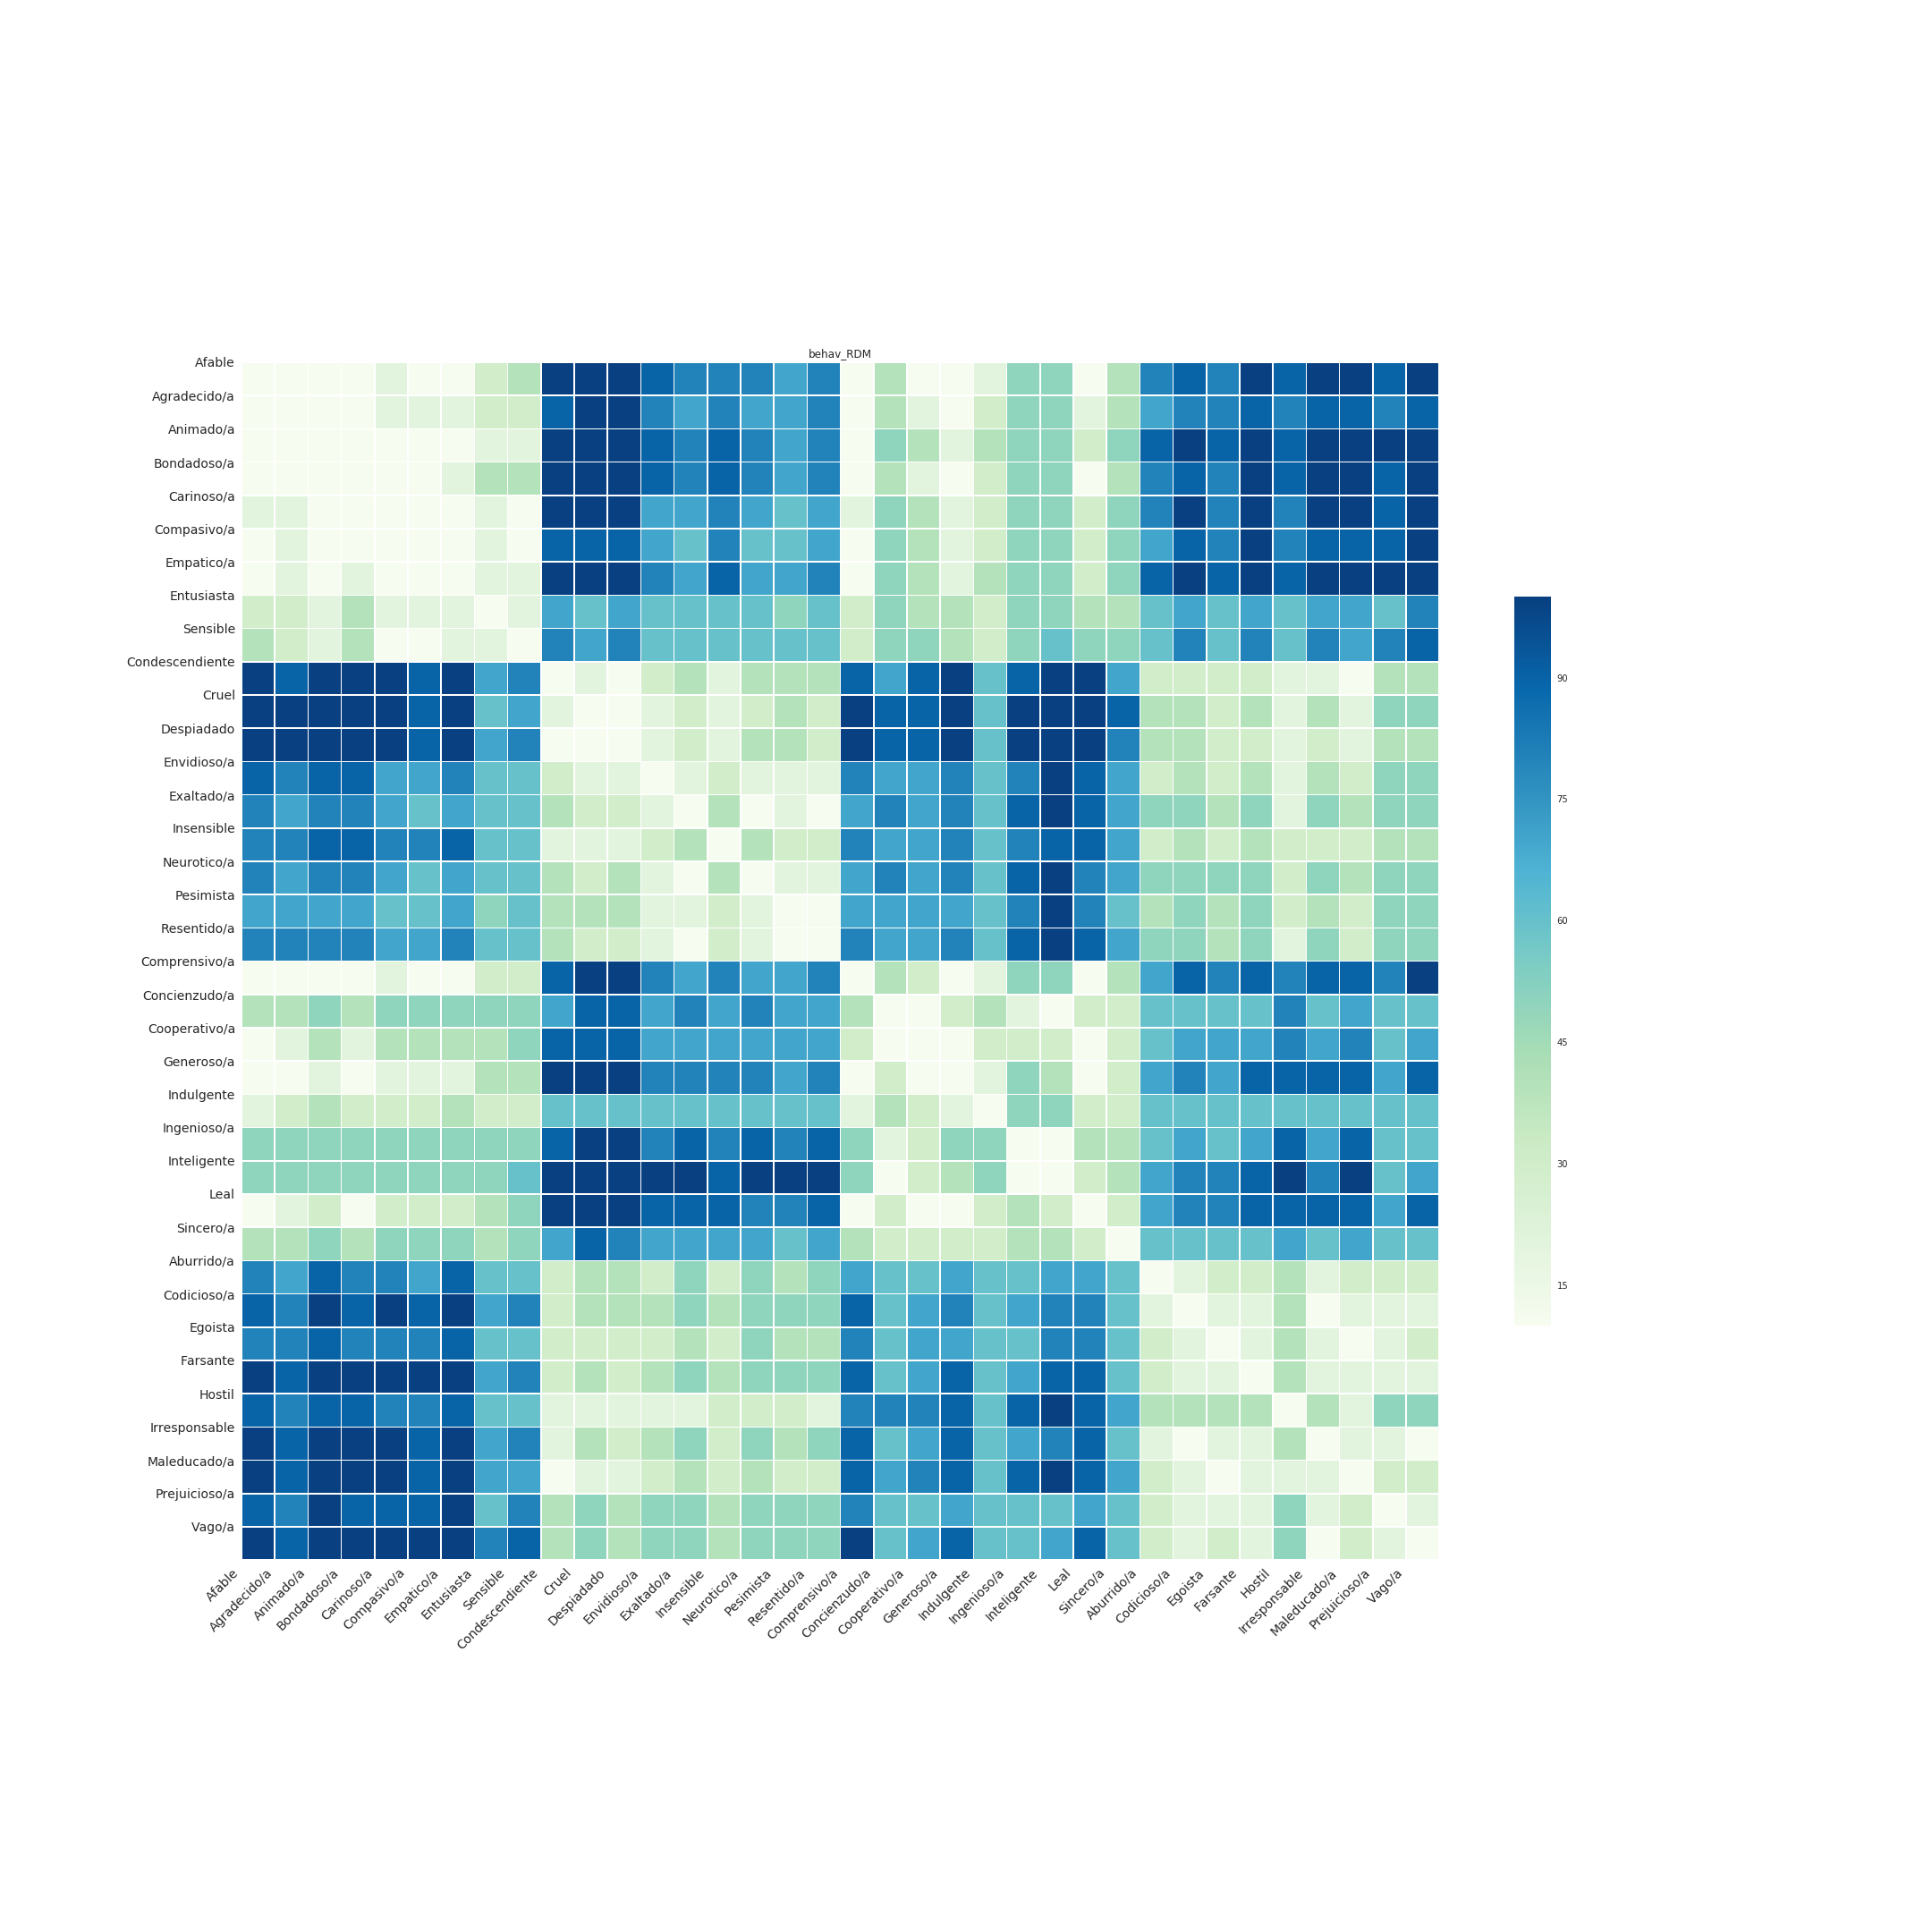 behav_RDM
Afable
Agradecido/a
Animado/a
Bondadoso/a
Carinoso/a
Compasivo/a
Empatico/a
Entusiasta
Sensible
Condescendiente
Cruel
Despiadado
Envidioso/a
Exaltado/a
Insensible
Neurotico/a
Pesimista
Resentido/a
Comprensivo/a
Concienzudo/a
Cooperativo/a
Generoso/a
Indulgente
Ingenioso/a
Inteligente
Leal
Sincero/a
Aburrido/a
Codicioso/a
Egoista
Farsante
Hostil
Irresponsable
Maleducado/a
Prejuicioso/a
Vago/a
Afable
Agradecido/a
Animado/a
Bondadoso/a
Carinoso/a
Compasivo/a
Empatico/a
Entusiasta
Sensible
Condescendiente
Cruel
Despiadado
Envidioso/a
Exaltado/a
Insensible
Neurotico/a
Pesimista
Resentido/a
Comprensivo/a
Concienzudo/a
Cooperativo/a
Generoso/a
Indulgente
Ingenioso/a
Inteligente
Leal
Sincero/a
Aburrido/a
Codicioso/a
Egoista
Farsante
Hostil
Irresponsable
Maleducado/a
Prejuicioso/a
Vago/a
90
75
60
45
30
15